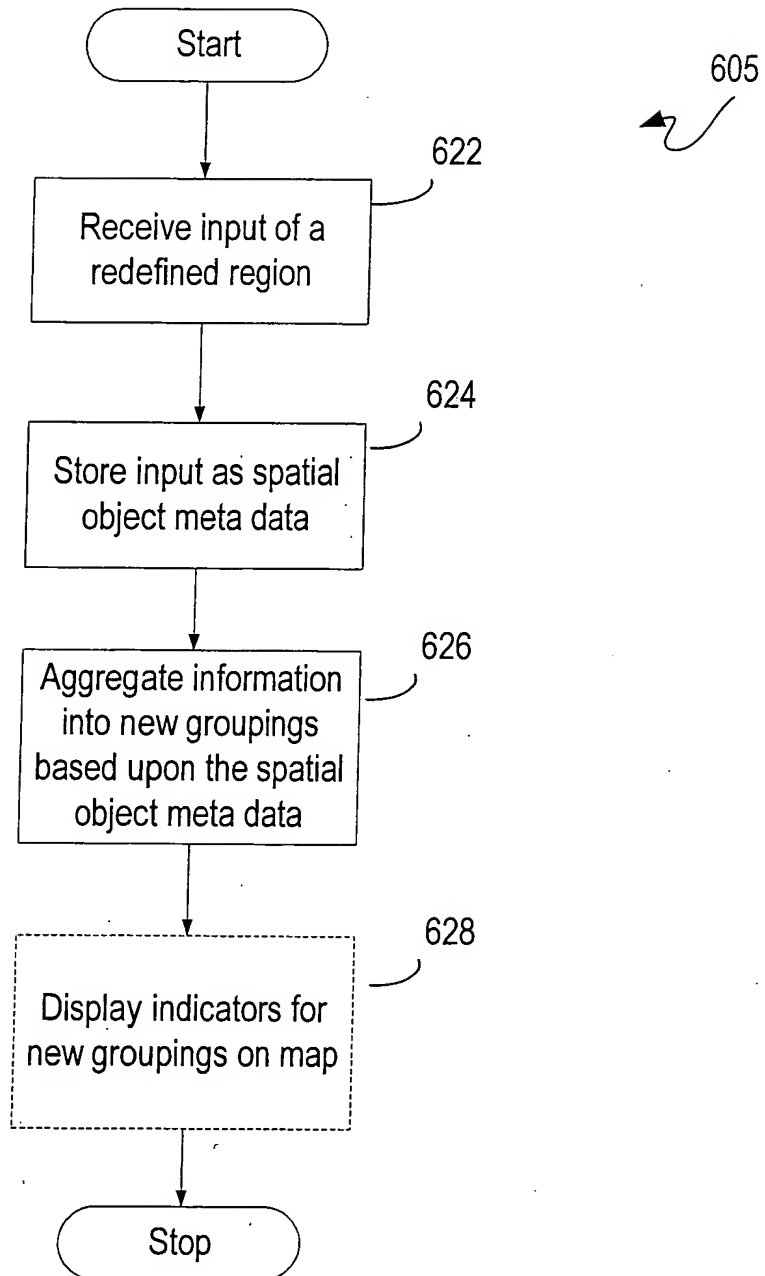 Start
605
622
Receive input of a
redefined region
624
Store input as spatial
object meta data
626
Aggregate information
into new groupings
based upon the spatial
object meta data
628
Display indicators for
new groupings on map
Stop